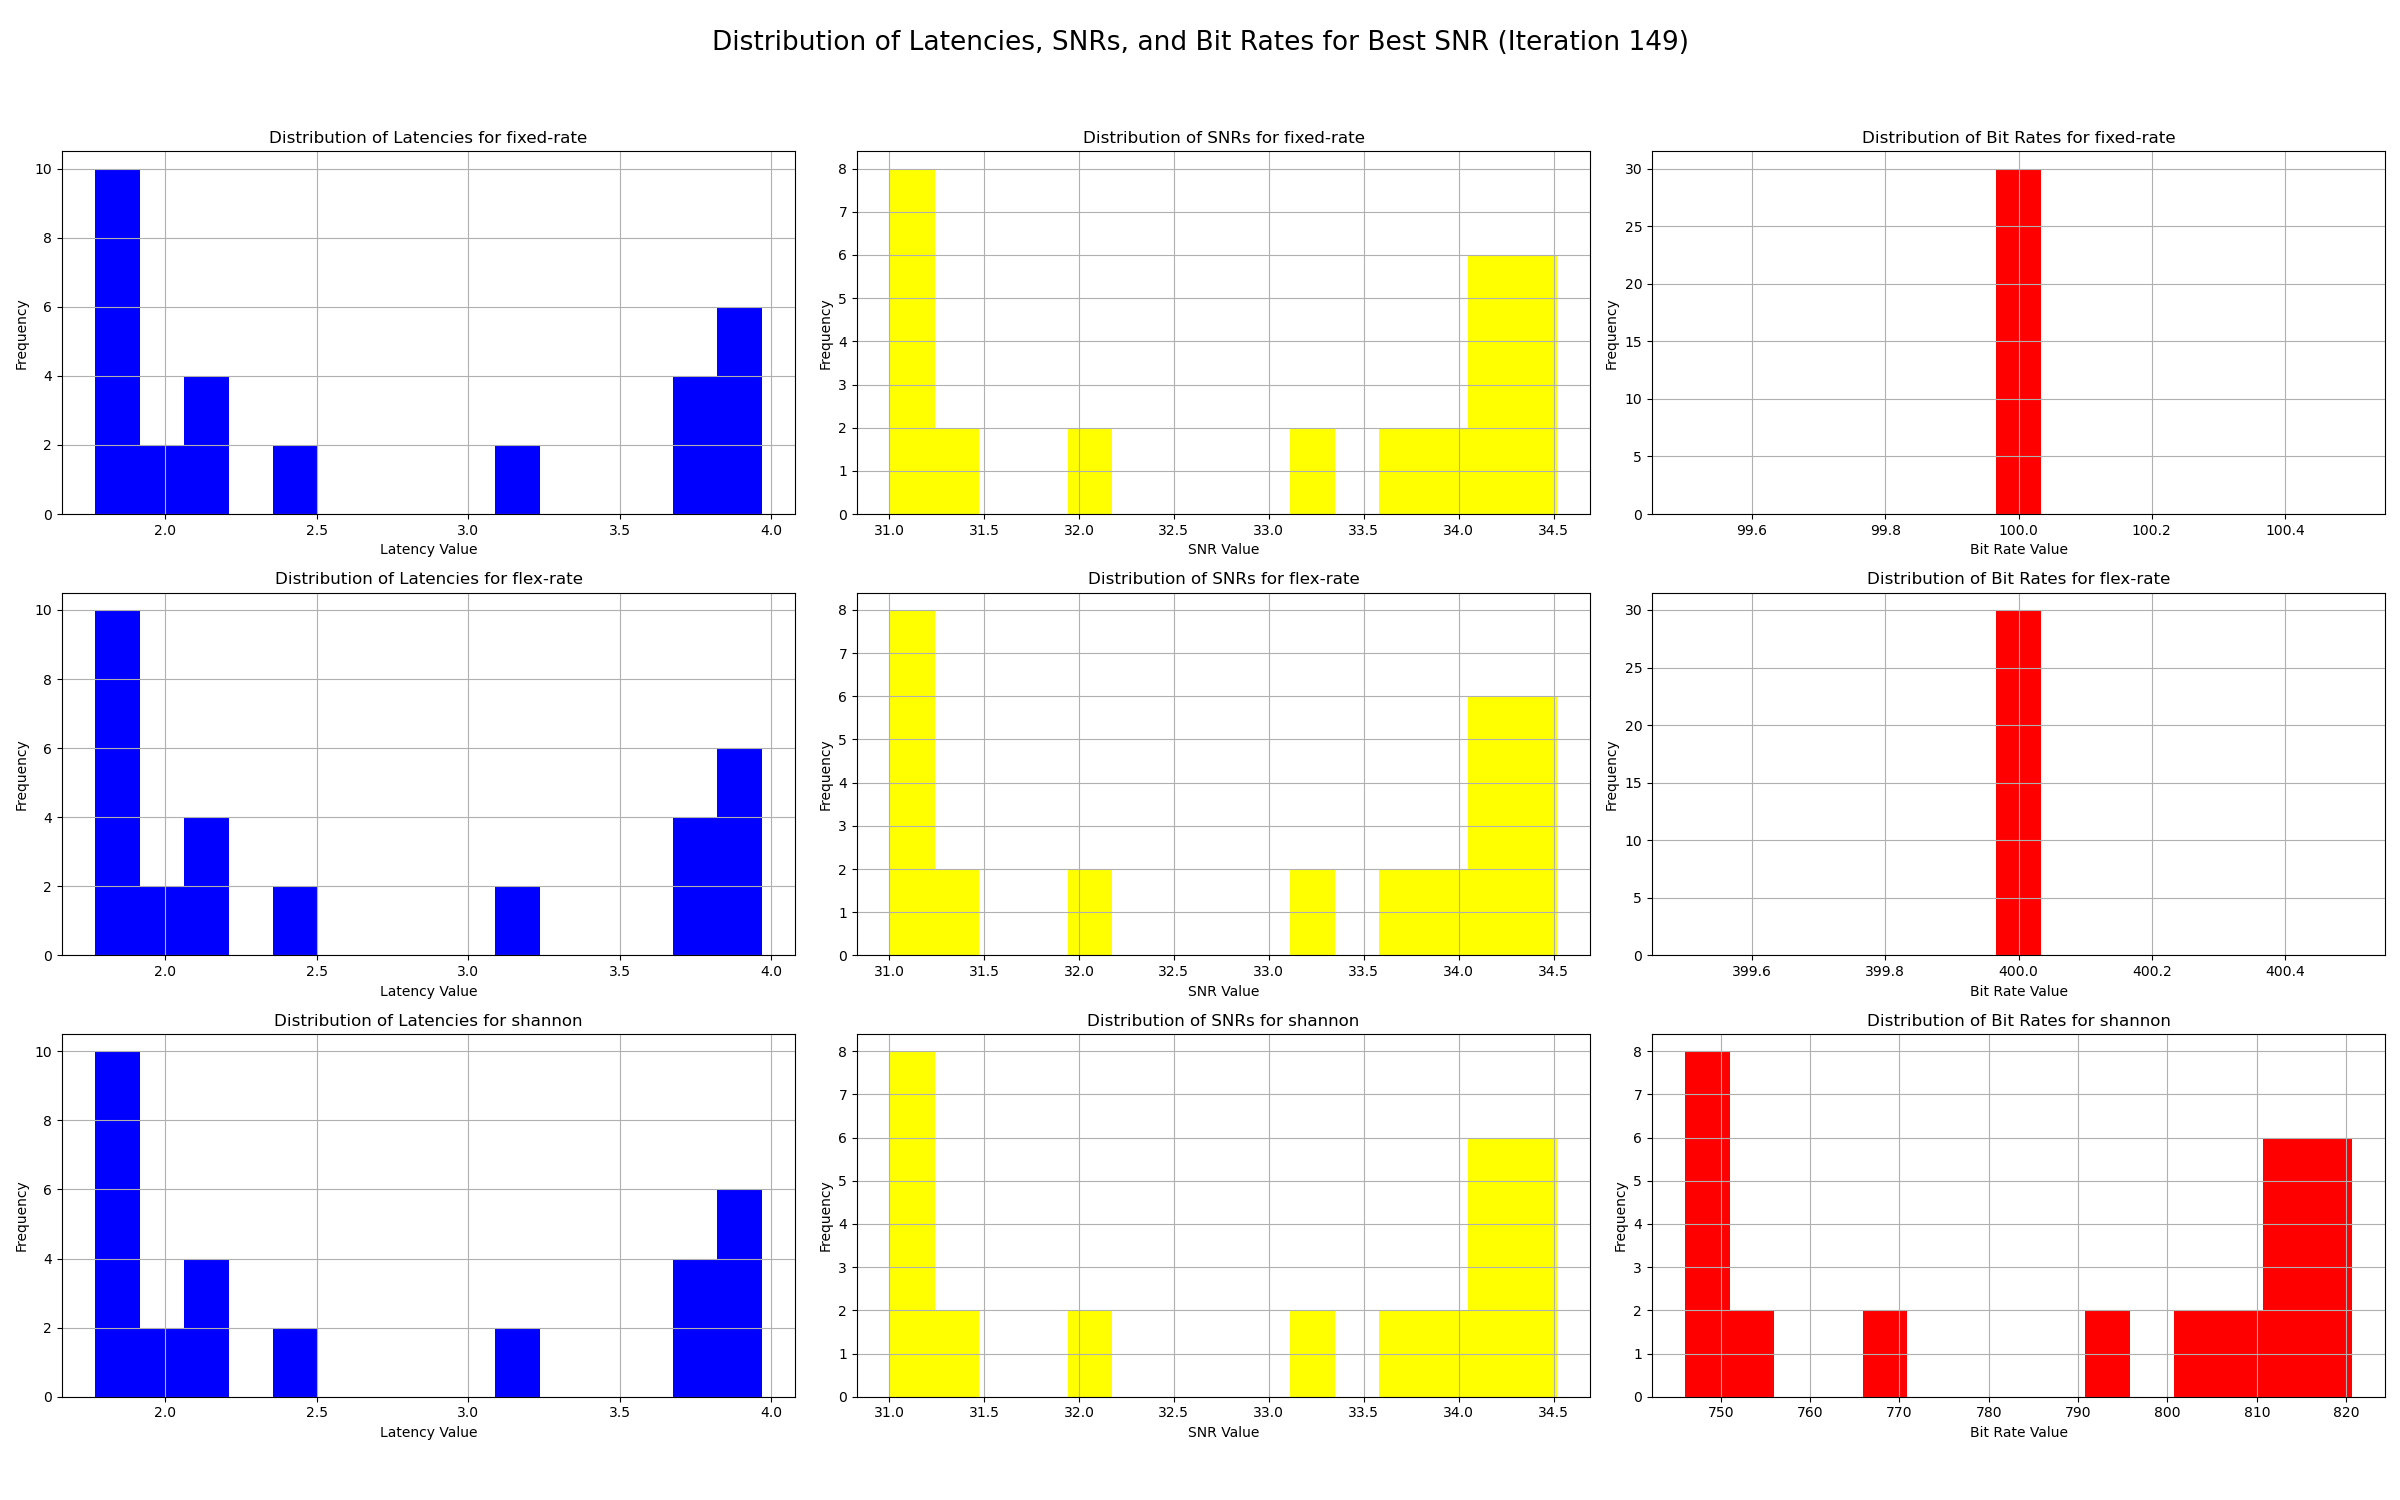 Distribution of Latencies, SNRs, and Bit Rates for Best SNR (Iteration 149)
Distribution of Latencies for fixed-rate
Frequency
10
8
6
4
2
0
2.0 2.5 3.0 3.5 4.0
Latency Value
Distribution of SNRs for fixed-rate
Frequency
8
7
6
5
4
3
2
1
0
31.0 31.5 32.0 32.5 33.0 33.5 34.0 34.5
SNR Value
Distribution of Bit Rates for fixed-rate
Frequency
30
25
20
15
10
5
0
99.6 99.8 100.0 100.2 100.4
Bit Rate Value
Distribution of Latencies for flex-rate
Frequency
10
8
6
4
2
0
2.0 2.5 3.0 3.5 4.0
Latency Value
Distribution of SNRs for flex-rate
Frequency
8
7
6
5
4
3
2
1
0
31.0 31.5 32.0 32.5 33.0 33.5 34.0 34.5
SNR Value
Distribution of Bit Rates for flex-rate
Frequency
30
25
20
15
10
5
0
399.6 399.8 400.0 400.2 400.4
Bit Rate Value
Distribution of Latencies for shannon
Frequency
10
8
6
4
2
0
2.0 2.5 3.0 3.5 4.0
Latency Value
Distribution of SNRs for shannon
Frequency
8
7
6
5
4
3
2
1
0
31.0 31.5 32.0 32.5 33.0 33.5 34.0 34.5
SNR Value
Distribution of Bit Rates for shannon
Frequency
8
7
6
5
4
3
2
1
0
750 760 770 780 790 800 810 820
Bit Rate Value